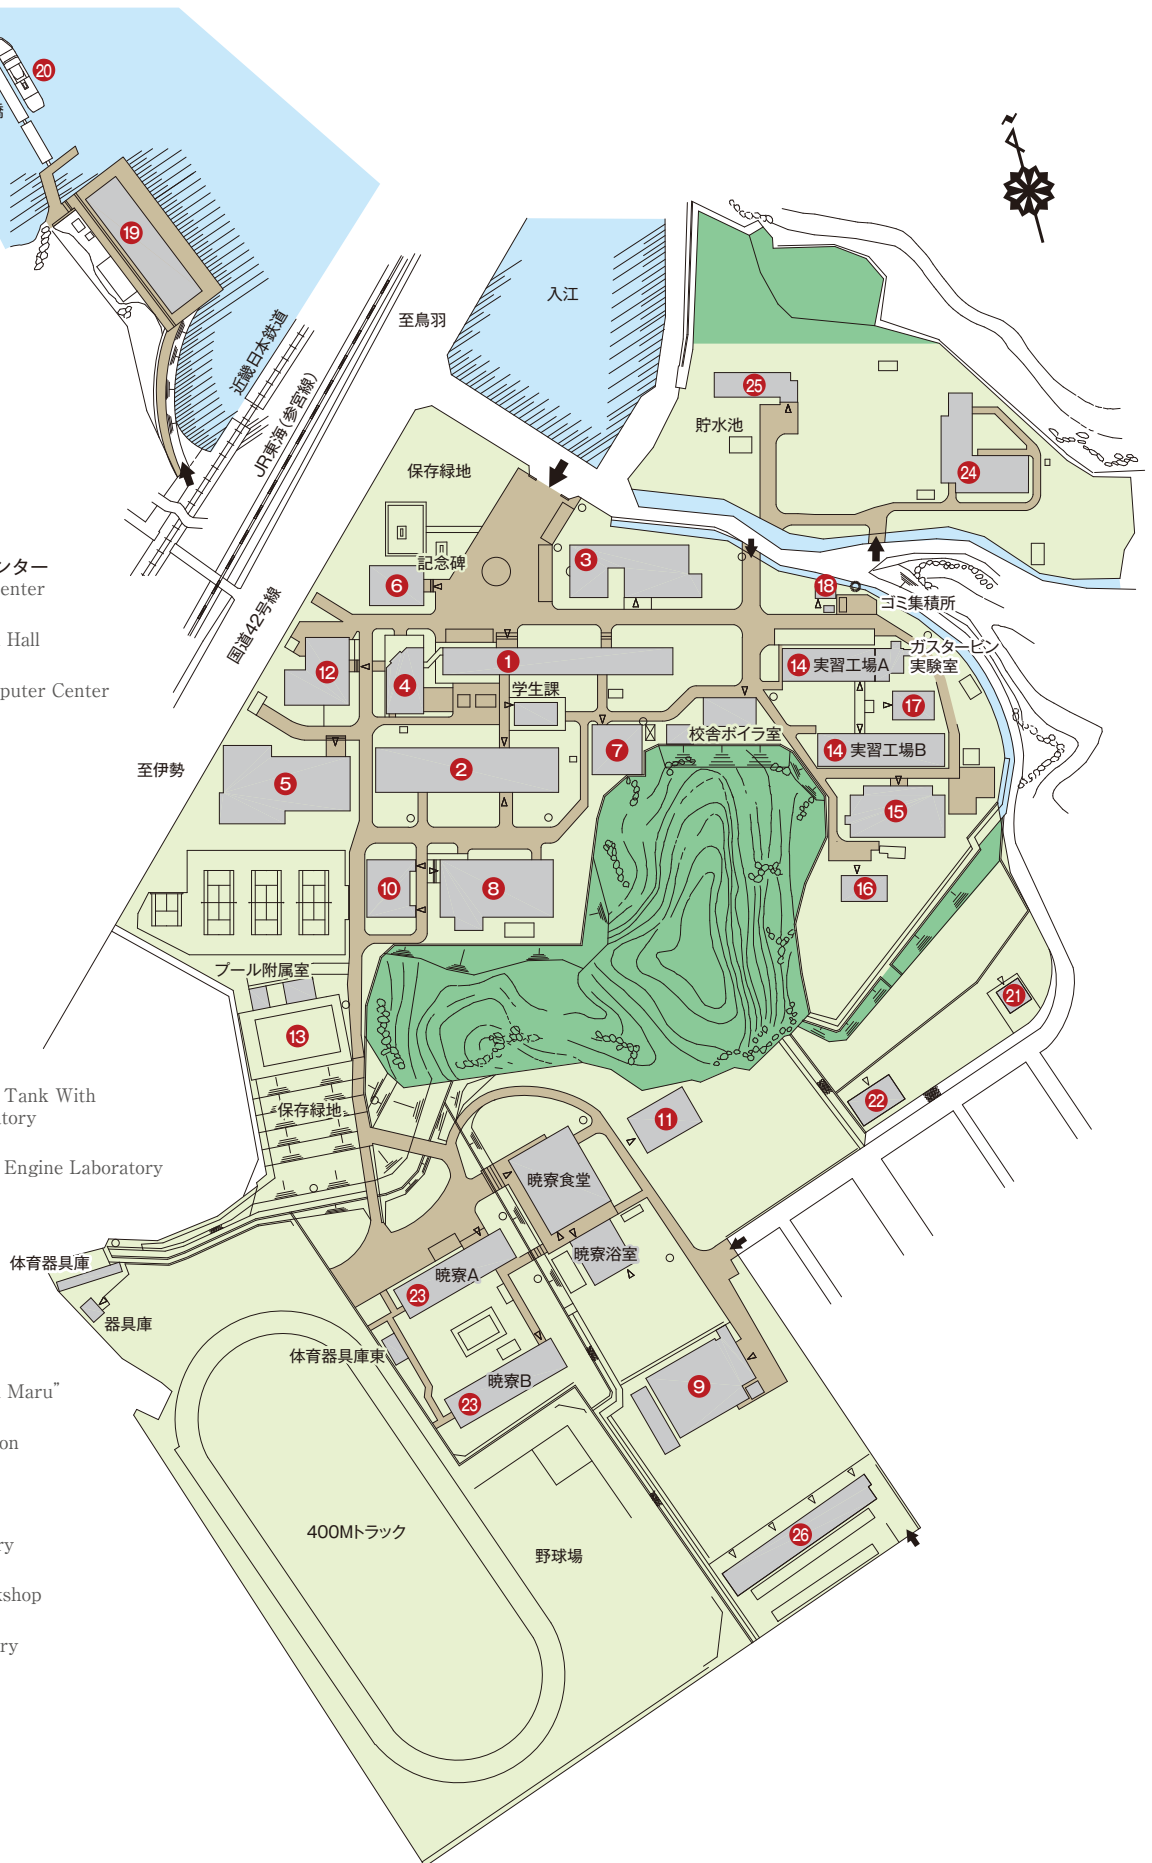 ⑳
橋
⑲
近畿日本鉄道
JR東海(参宮線)
至鳥羽
入江
国道42号線
保存緑地
記念碑
⑥
③
㉕
貯水池
㉔
⑱
ゴミ集積所
ガスタービン
実験室
①
⑭ 実習工場A
⑫
④
学生課
⑰
⑦
校舎ボイラ室
⑭ 実習工場B
至伊勢
②
⑤
⑮
⑩
⑧
⑯
プール附属室
⑬
㉑
㉒
⑪
保存緑地
暁寮食堂
暁寮浴室
暁寮A
㉓
体育器具庫
器具庫
体育器具庫東
暁寮B
㉓
⑨
400Mトラック
野球場
㉖
ンター
enter
Hall
puter Center
Tank With
tory
Engine Laboratory
Maru”
on
ry
kshop
ry